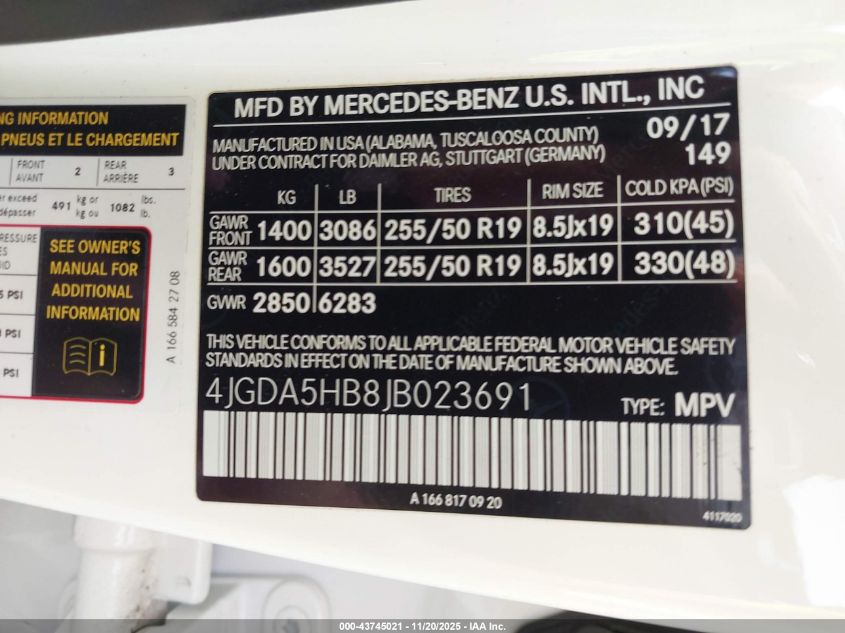 NG INFORMATION
PNEUS ET LE CHARGEMENT
FRONT
AVANT
2
REAR
ARRIÈRE
3
er exceed
dépasser
491
kg or
kg ou
1082
lbs.
lb.
RESSURE
PSI
PSI
PSI
SEE OWNER'S
MANUAL FOR
ADDITIONAL
INFORMATION
A 166 584 27 08
MFD BY MERCEDES-BENZ U.S. INTL., INC
MANUFACTURED IN USA (ALABAMA, TUSCALOOSA COUNTY) 09/17
UNDER CONTRACT FOR DAIMLER AG, STUTTGART (GERMANY) 149
KG LB TIRES RIM SIZE COLD KPA (PSI)
GAWR FRONT 1400 3086 255/50 R19 8.5Jx19 310(45)
GAWR REAR 1600 3527 255/50 R19 8.5Jx19 330(48)
GVWR 2850 6283
THIS VEHICLE CONFORMS TO ALL APPLICABLE FEDERAL MOTOR VEHICLE SAFETY
STANDARDS IN EFFECT ON THE DATE OF MANUFACTURE SHOWN ABOVE.
4JGDA5HB8JB023691 TYPE: MPV
A 166 817 09 20
4117020
000-43745021 - 11/20/2025 - IAA Inc.